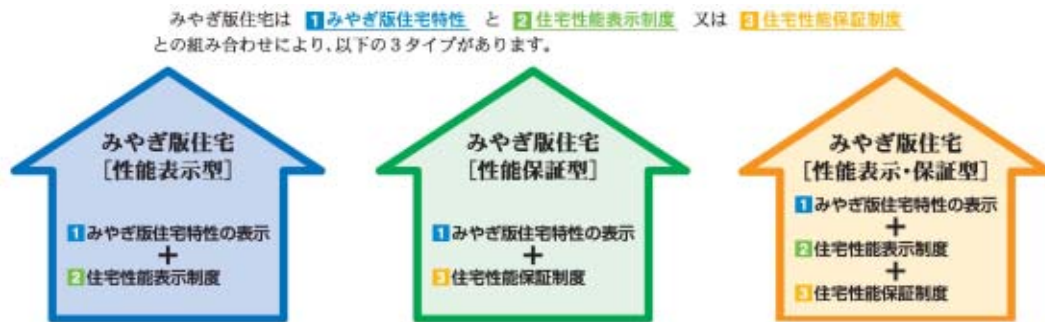 みやぎ版住宅は 1みやぎ版住宅特性 と 2住宅性能表示制度 又は 3住宅性能保証制度
との組み合わせにより、以下の3タイプがあります。
みやぎ版住宅
[性能表示型]
1みやぎ版住宅特性の表示
+
2住宅性能表示制度
みやぎ版住宅
[性能保証型]
1みやぎ版住宅特性の表示
+
3住宅性能保証制度
みやぎ版住宅
[性能表示・保証型]
1みやぎ版住宅特性の表示
+
2住宅性能表示制度
+
3住宅性能保証制度